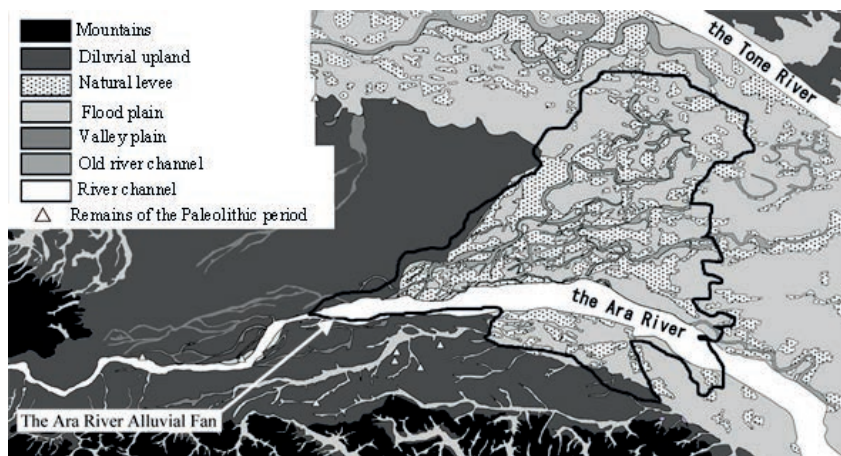 Mountains
Diluvial upland
Natural levee
Flood plain
Valley plain
Old river channel
River channel
Remains of the Paleolithic period
the Tone River
the Ara River
The Ara River Alluvial Fan